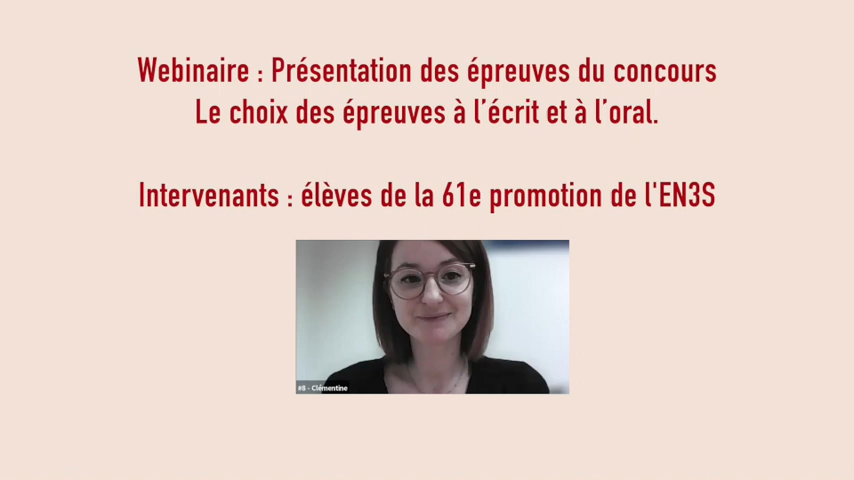 Webinaire : Présentation des épreuves du concours
Le choix des épreuves à l’écrit et à l’oral.
Intervenants : élèves de la 61e promotion de l'EN3S
#8 - Clémentine